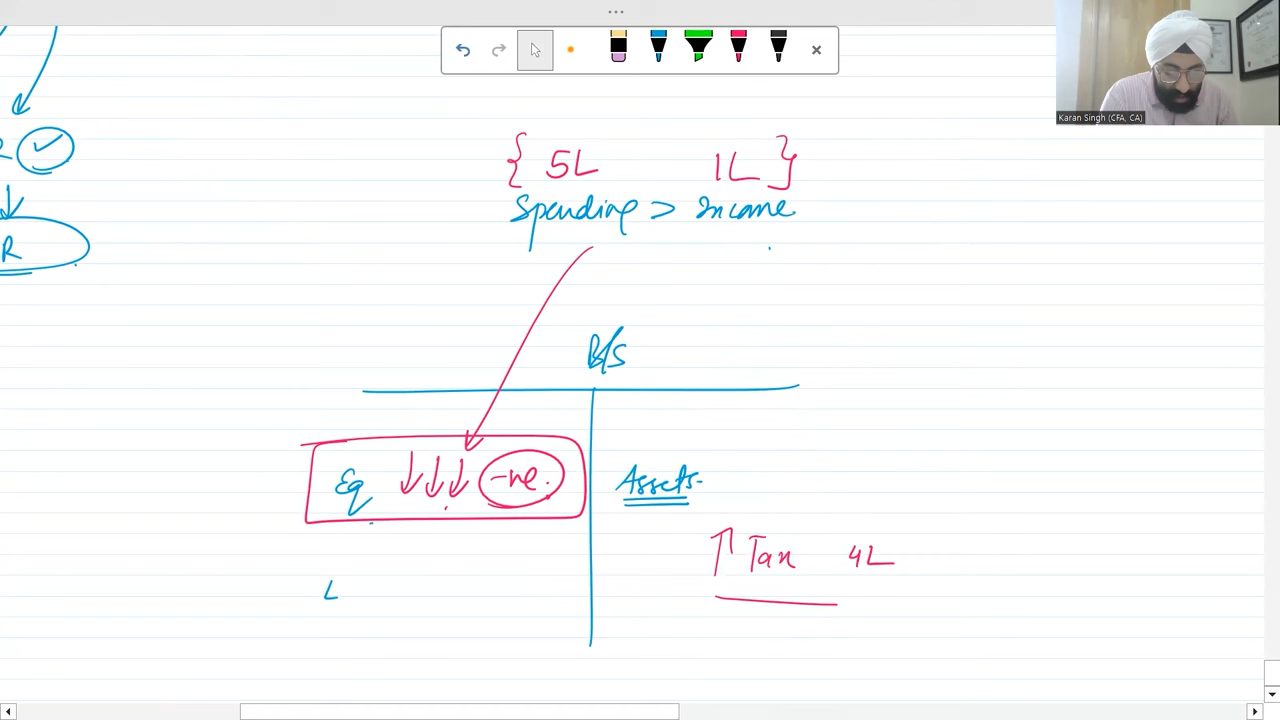 Karan Singh (CFA, CA)
R
R
{ 5L 1L }
Spending > Income
B/S
Eq ↓↓↓ -ve.
Assets-
↑ Tax 4L
L